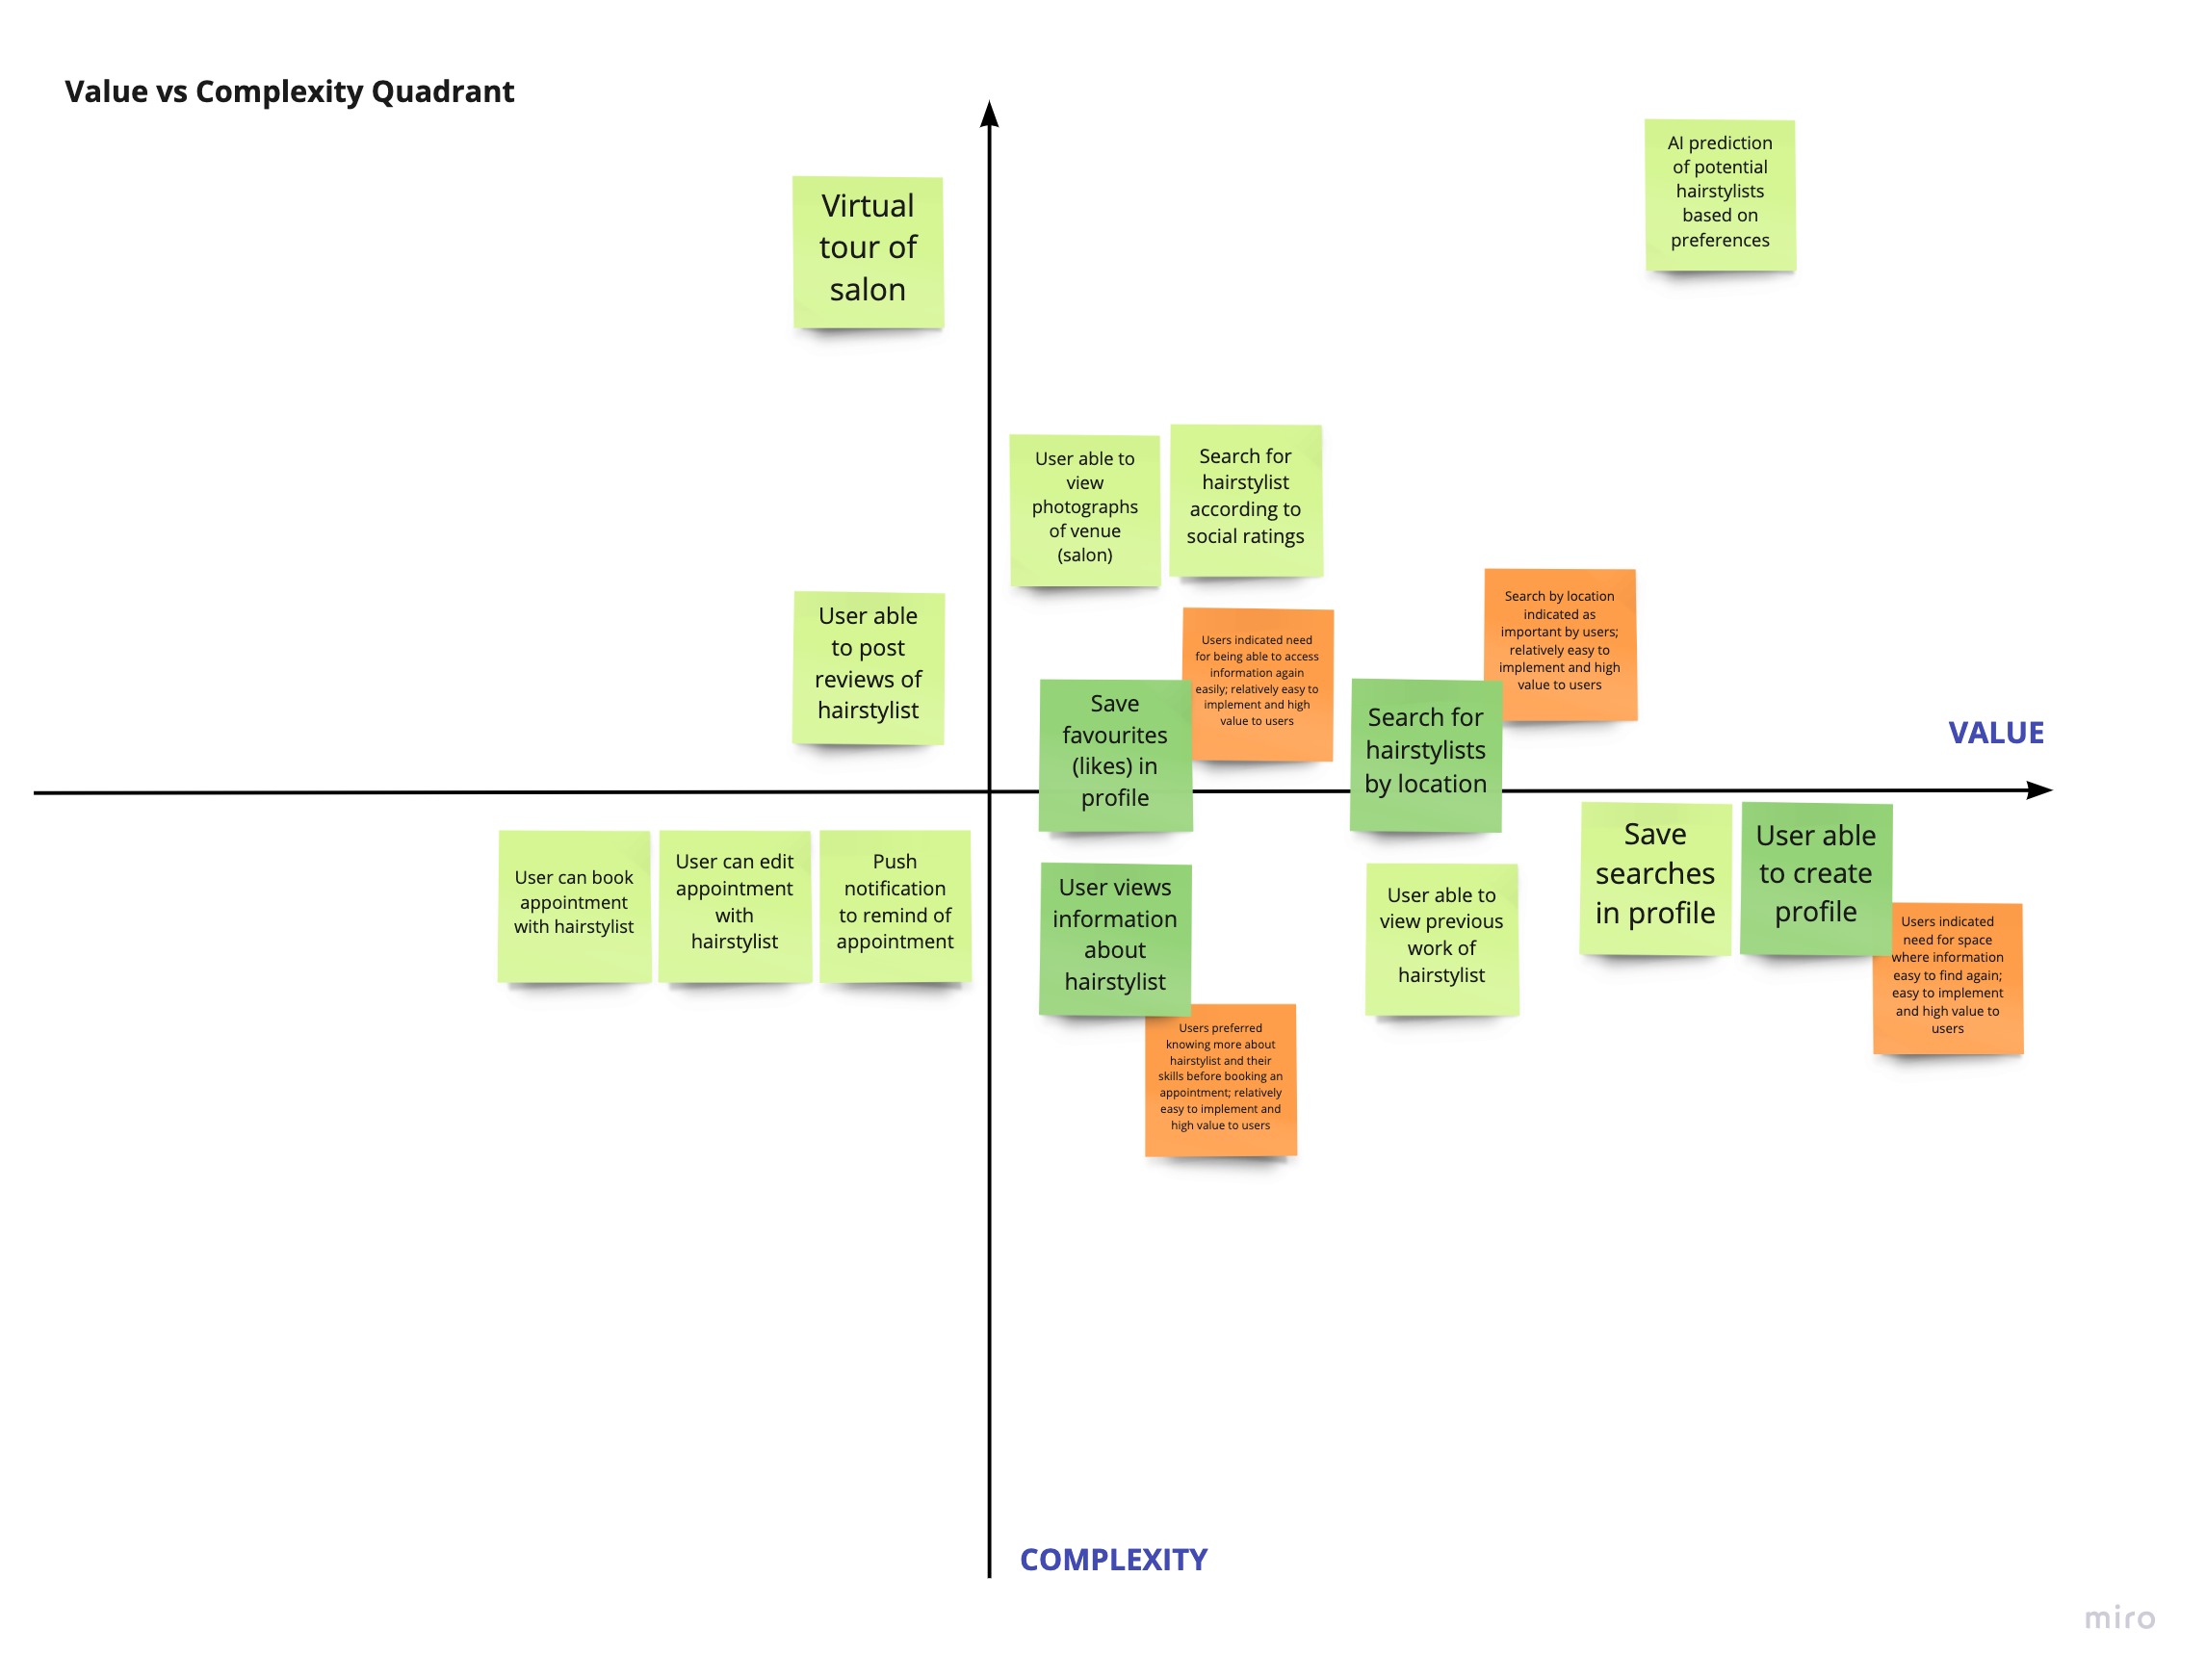 Value vs Complexity Quadrant
AI prediction
of potential
hairstylists
based on
preferences
Virtual
tour of
salon
User able to
view
photographs
of venue
(salon)
Search for
hairstylist
according to
social ratings
User able
to post
reviews of
hairstylist
Save
favourites
(likes) in
profile
Users indicated need
for being able to access
information again
easily; relatively easy to
implement and high
value to users
Search for
hairstylists
by location
Search by location
indicated as
important by users;
relatively easy to
implement and high
value to users
VALUE
User can book
appointment
with hairstylist
User can edit
appointment
with
hairstylist
Push
notification
to remind of
appointment
User views
information
about
hairstylist
Users preferred
knowing more about
hairstylist and their
skills before booking an
appointment; relatively
easy to implement and
high value to users
User able to
view previous
work of
hairstylist
Save
searches
in profile
User able
to create
profile
Users indicated
need for space
where information
easy to find again;
easy to implement
and high value to
users
COMPLEXITY
miro